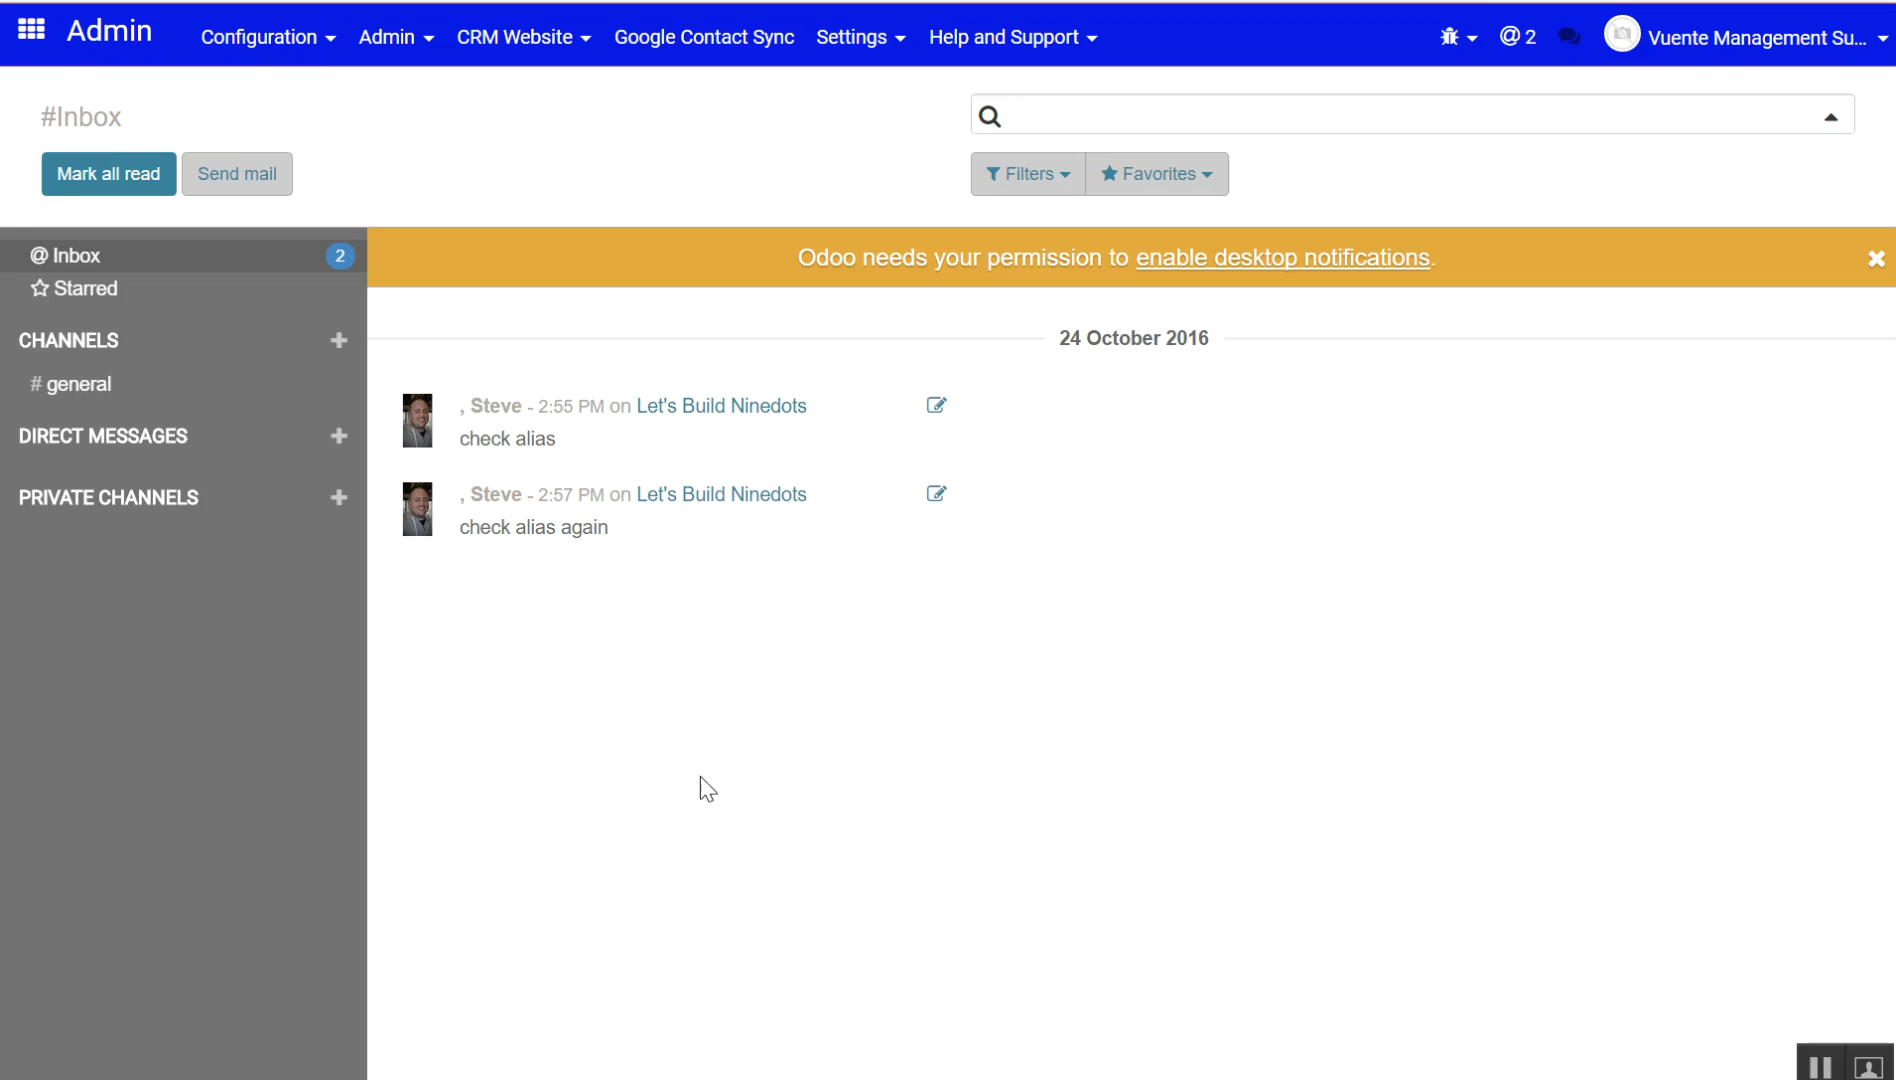 Admin Configuration Admin CRM Website Google Contact Sync Settings Help and Support @ 2 Vuente Management Su...
#Inbox
Mark all read Send mail
Filters Favorites
@ Inbox 2
Starred
CHANNELS +
# general
DIRECT MESSAGES +
PRIVATE CHANNELS +
Odoo needs your permission to enable desktop notifications.
24 October 2016
, Steve - 2:55 PM on Let's Build Ninedots
check alias
, Steve - 2:57 PM on Let's Build Ninedots
check alias again